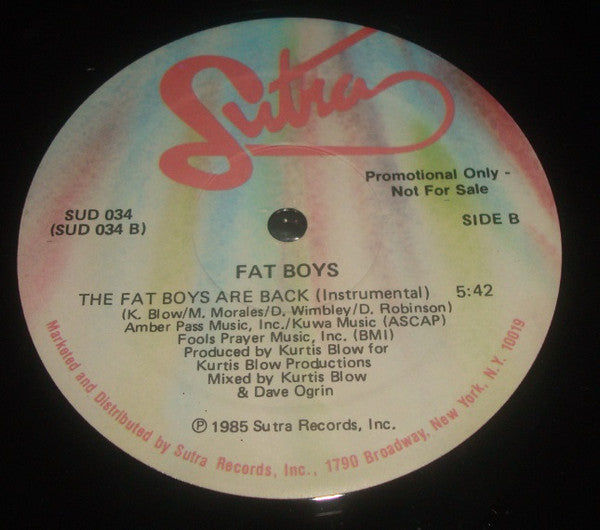 Sutra
Promotional Only -
Not For Sale
SUD 034
(SUD 034 B)
SIDE B
FAT BOYS
THE FAT BOYS ARE BACK (Instrumental) 5:42
(K. Blow/M. Morales/D. Wimbley/D. Robinson)
Amber Pass Music, Inc./Kuwa Music (ASCAP)
Fools Prayer Music, Inc. (BMI)
Produced by Kurtis Blow for
Kurtis Blow Productions
Mixed by Kurtis Blow
& Dave Ogrin
℗ 1985 Sutra Records, Inc.
Marketed and Distributed by Sutra Records, Inc., 1790 Broadway, New York, N.Y. 10019